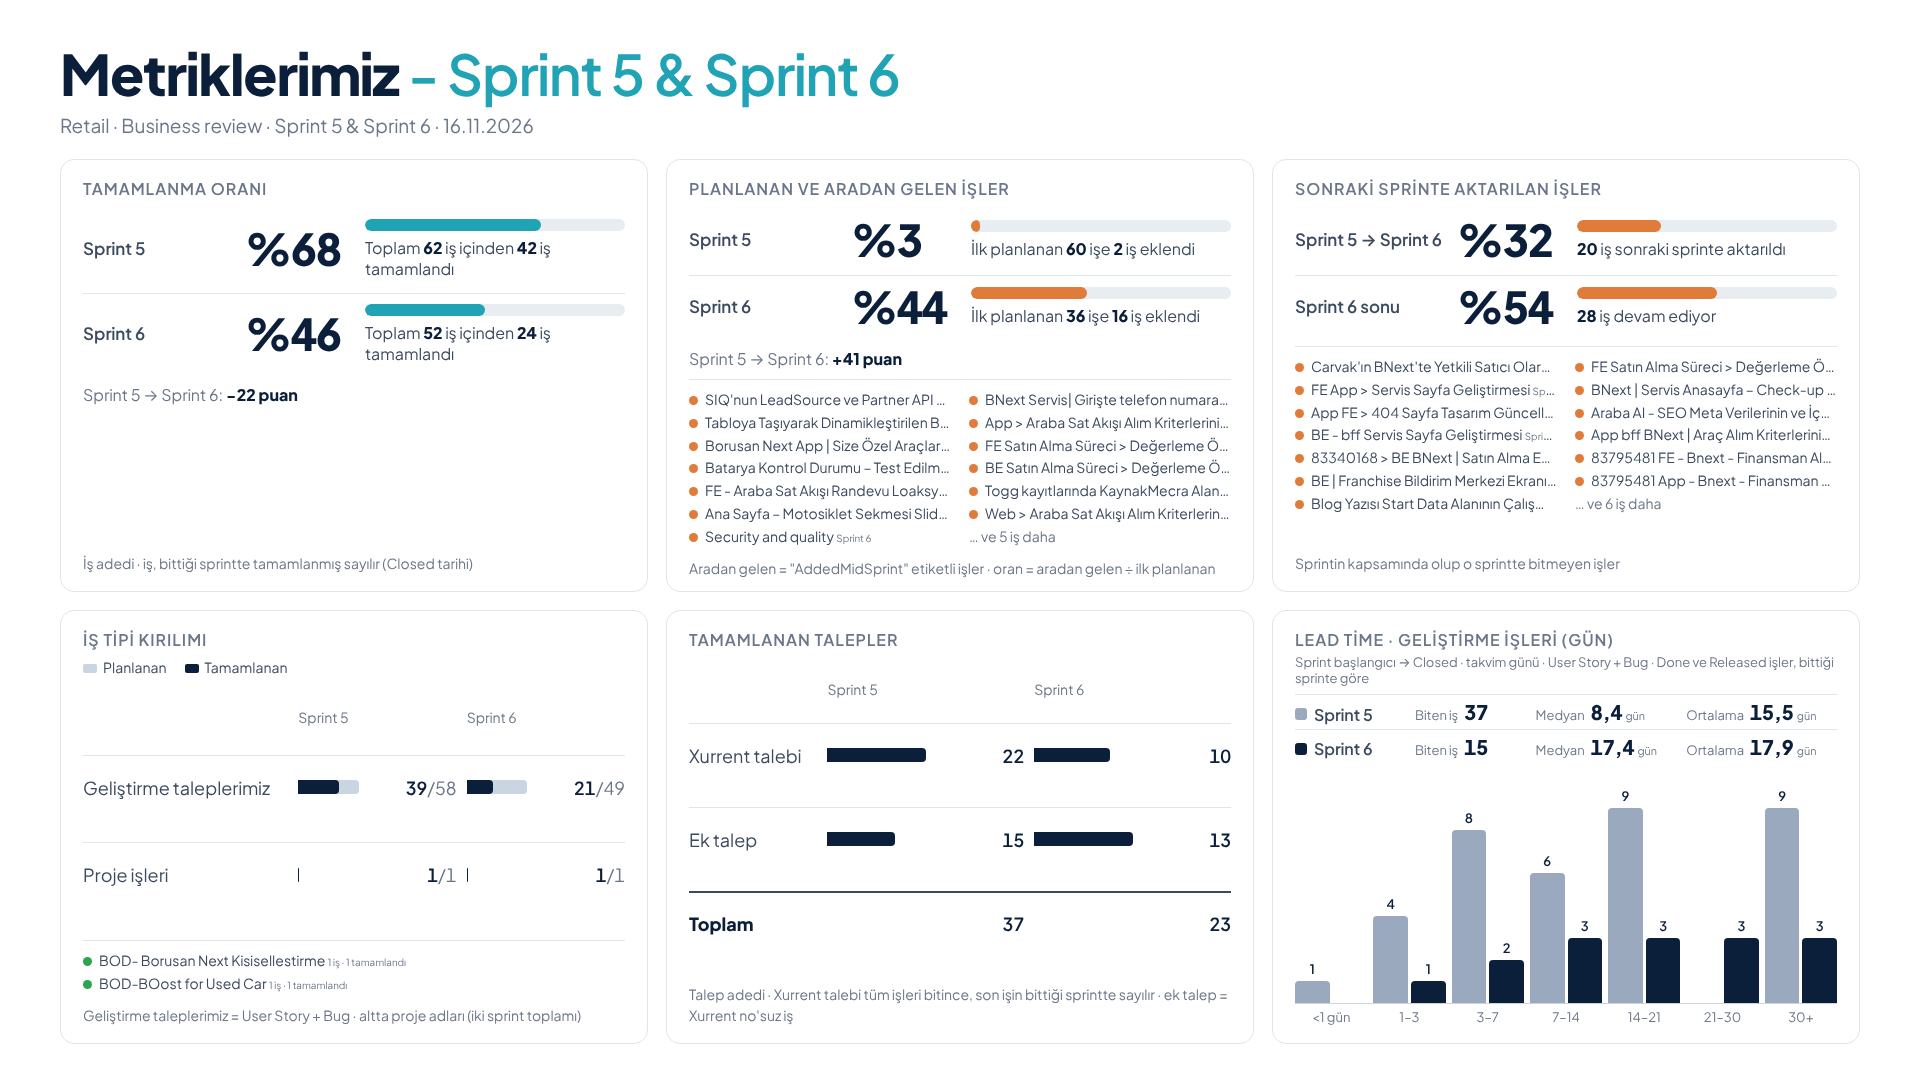 Metriklerimiz - Sprint 5 & Sprint 6
Retail · Business review · Sprint 5 & Sprint 6 · 16.11.2026
TAMAMLANMA ORANI
Sprint 5
%68
Toplam 62 iş içinden 42 iş
tamamlandı
Sprint 6
%46
Toplam 52 iş içinden 24 iş
tamamlandı
Sprint 5 → Sprint 6: -22 puan
İş adedi · iş, bittiği sprintte tamamlanmış sayılır (Closed tarihi)
PLANLANAN VE ARADAN GELEN İŞLER
Sprint 5
%3
İlk planlanan 60 işe 2 iş eklendi
Sprint 6
%44
İlk planlanan 36 işe 16 iş eklendi
Sprint 5 → Sprint 6: +41 puan
SIQ'nun LeadSource ve Partner API ...
Tabloya Taşıyarak Dinamikleştirilen B...
Borusan Next App | Size Özel Araçlar...
Batarya Kontrol Durumu – Test Edilm...
FE - Araba Sat Akışı Randevu Loaksy...
Ana Sayfa – Motosiklet Sekmesi Slid...
Security and quality Sprint 6
BNext Servis| Girişte telefon numara...
App > Araba Sat Akışı Alım Kriterlerini...
FE Satın Alma Süreci > Değerleme Ö...
BE Satın Alma Süreci > Değerleme Ö...
Togg kayıtlarında KaynakMecra Alan...
Web > Araba Sat Akışı Alım Kriterlerin...
... ve 5 iş daha
Aradan gelen = "AddedMidSprint" etiketli işler · oran = aradan gelen ÷ ilk planlanan
SONRAKİ SPRİNTE AKTARILAN İŞLER
Sprint 5 → Sprint 6
%32
20 iş sonraki sprinte aktarıldı
Sprint 6 sonu
%54
28 iş devam ediyor
Carvak'ın BNext'te Yetkili Satıcı Olar...
FE App > Servis Sayfa Geliştirmesi Sp...
App FE > 404 Sayfa Tasarım Güncell...
BE - bff Servis Sayfa Geliştirmesi Spri...
83340168 > BE BNext | Satın Alma E...
BE | Franchise Bildirim Merkezi Ekranı...
Blog Yazısı Start Data Alanının Çalış...
FE Satın Alma Süreci > Değerleme Ö...
BNext | Servis Anasayfa – Check-up ...
Araba Al - SEO Meta Verilerinin ve İç...
App bff BNext | Araç Alım Kriterlerini...
83795481 FE - Bnext - Finansman Al...
83795481 App - Bnext - Finansman ...
... ve 6 iş daha
Sprintin kapsamında olup o sprintte bitmeyen işler
İŞ TİPİ KIRILIMI
Planlanan Tamamlanan
Sprint 5 Sprint 6
Geliştirme taleplerimiz 39/58 21/49
Proje işleri 1/1 1/1
BOD- Borusan Next Kisisellestirme 1 iş · 1 tamamlandı
BOD-BOost for Used Car 1 iş · 1 tamamlandı
Geliştirme taleplerimiz = User Story + Bug · altta proje adları (iki sprint toplamı)
TAMAMLANAN TALEPLER
Sprint 5 Sprint 6
Xurrent talebi 22 10
Ek talep 15 13
Toplam 37 23
Talep adedi · Xurrent talebi tüm işleri bitince, son işin bittiği sprintte sayılır · ek talep =
Xurrent no'suz iş
LEAD TİME · GELİŞTİRME İŞLERİ (GÜN)
Sprint başlangıcı → Closed · takvim günü · User Story + Bug · Done ve Released işler, bittiği
sprinte göre
Sprint 5 Biten iş 37 Medyan 8,4 gün Ortalama 15,5 gün
Sprint 6 Biten iş 15 Medyan 17,4 gün Ortalama 17,9 gün
1 4 1 8 2 6 3 9 3 3 9 3
<1 gün 1–3 3–7 7–14 14–21 21–30 30+